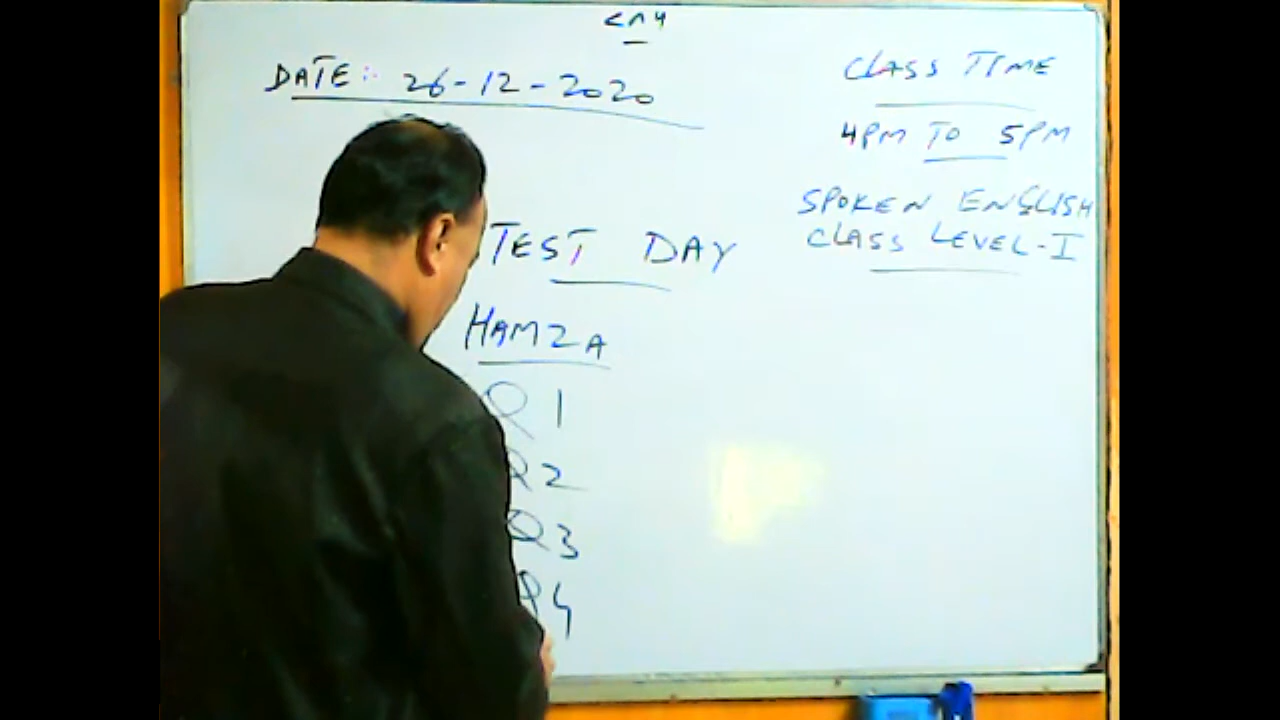 DATE:- 26-12-2020
CLASS TIME
4PM TO 5PM
SPOKEN ENGLISH
CLASS LEVEL-I
TEST DAY
HAMZA
Q1
Q2
Q3
Q4